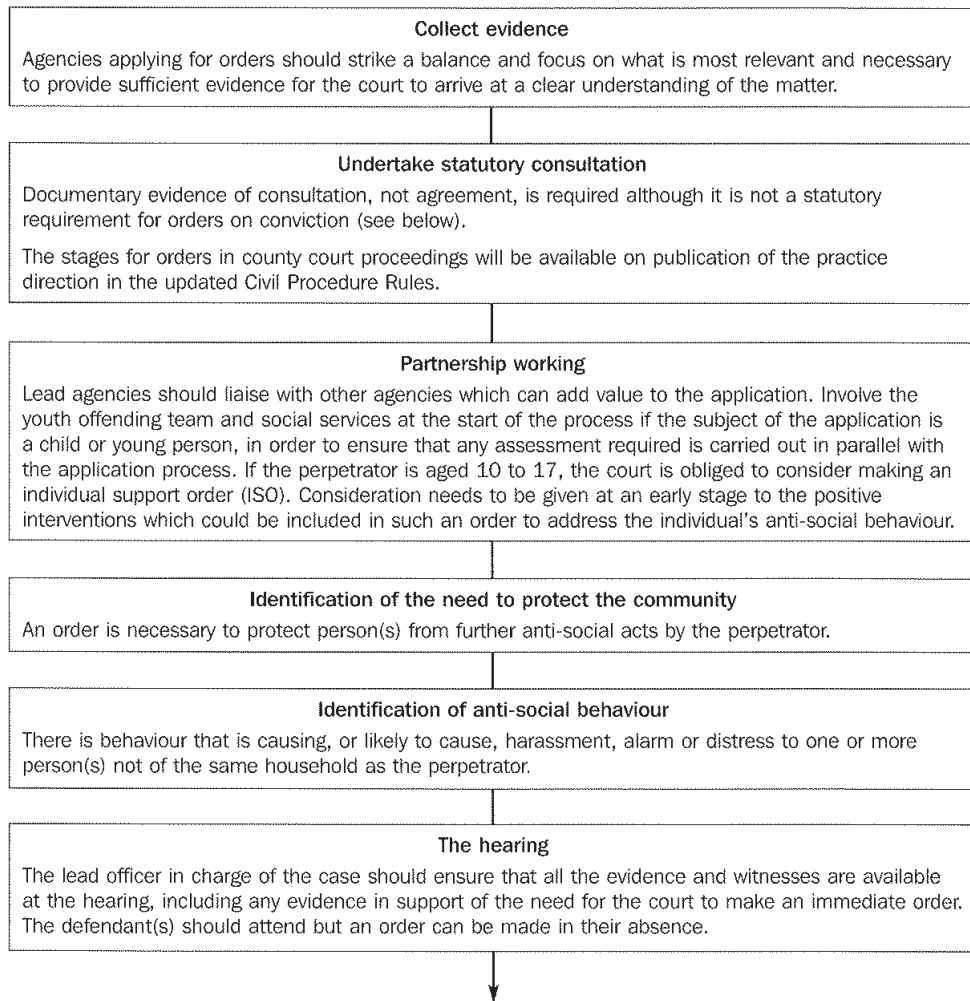 Collect evidence
Agencies applying for orders should strike a balance and focus on what is most relevant and necessary
to provide sufficient evidence for the court to arrive at a clear understanding of the matter.
Undertake statutory consultation
Documentary evidence of consultation, not agreement, is required although it is not a statutory
requirement for orders on conviction (see below).
The stages for orders in county court proceedings will be available on publication of the practice
direction in the updated Civil Procedure Rules.
Partnership working
Lead agencies should liaise with other agencies which can add value to the application. Involve the
youth offending team and social services at the start of the process if the subject of the application is
a child or young person, in order to ensure that any assessment required is carried out in parallel with
the application process. If the perpetrator is aged 10 to 17, the court is obliged to consider making an
individual support order (ISO). Consideration needs to be given at an early stage to the positive
interventions which could be included in such an order to address the individual's anti-social behaviour.
Identification of the need to protect the community
An order is necessary to protect person(s) from further anti-social acts by the perpetrator.
Identification of anti-social behaviour
There is behaviour that is causing, or likely to cause, harassment, alarm or distress to one or more
person(s) not of the same household as the perpetrator.
The hearing
The lead officer in charge of the case should ensure that all the evidence and witnesses are available
at the hearing, including any evidence in support of the need for the court to make an immediate order.
The defendant(s) should attend but an order can be made in their absence.